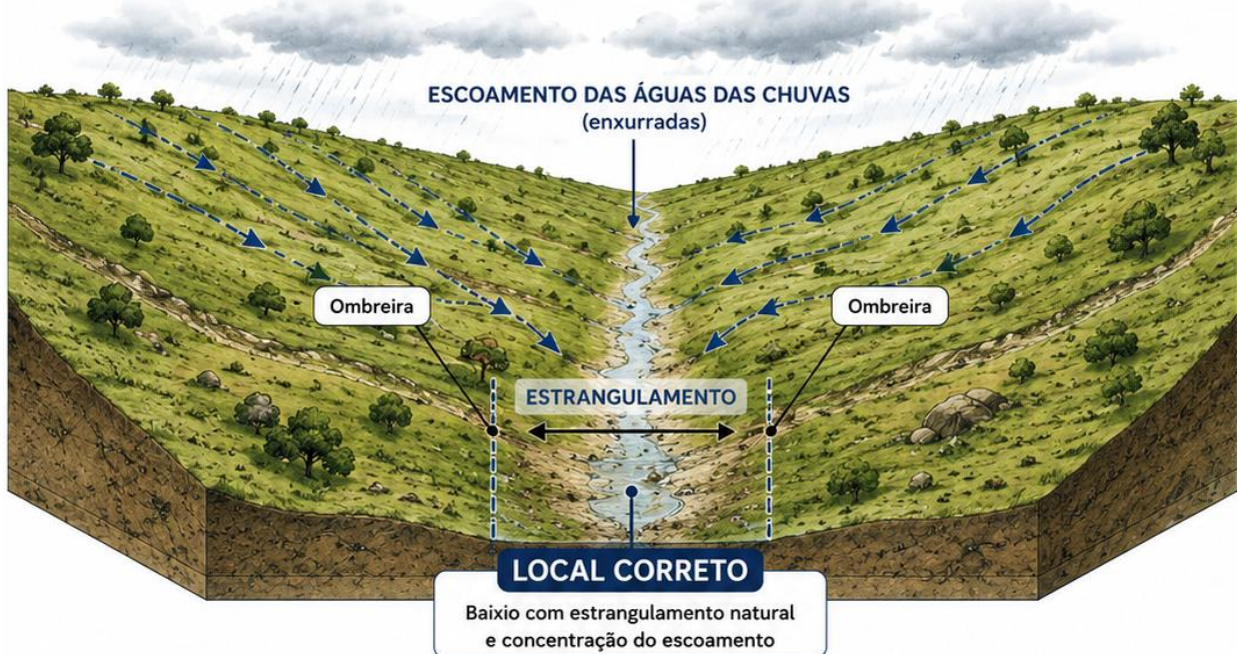 ESCOAMENTO DAS ÁGUAS DAS CHUVAS
(enxurradas)
Ombreira
Ombreira
ESTRANGULAMENTO
LOCAL CORRETO
Baixio com estrangulamento natural
e concentração do escoamento